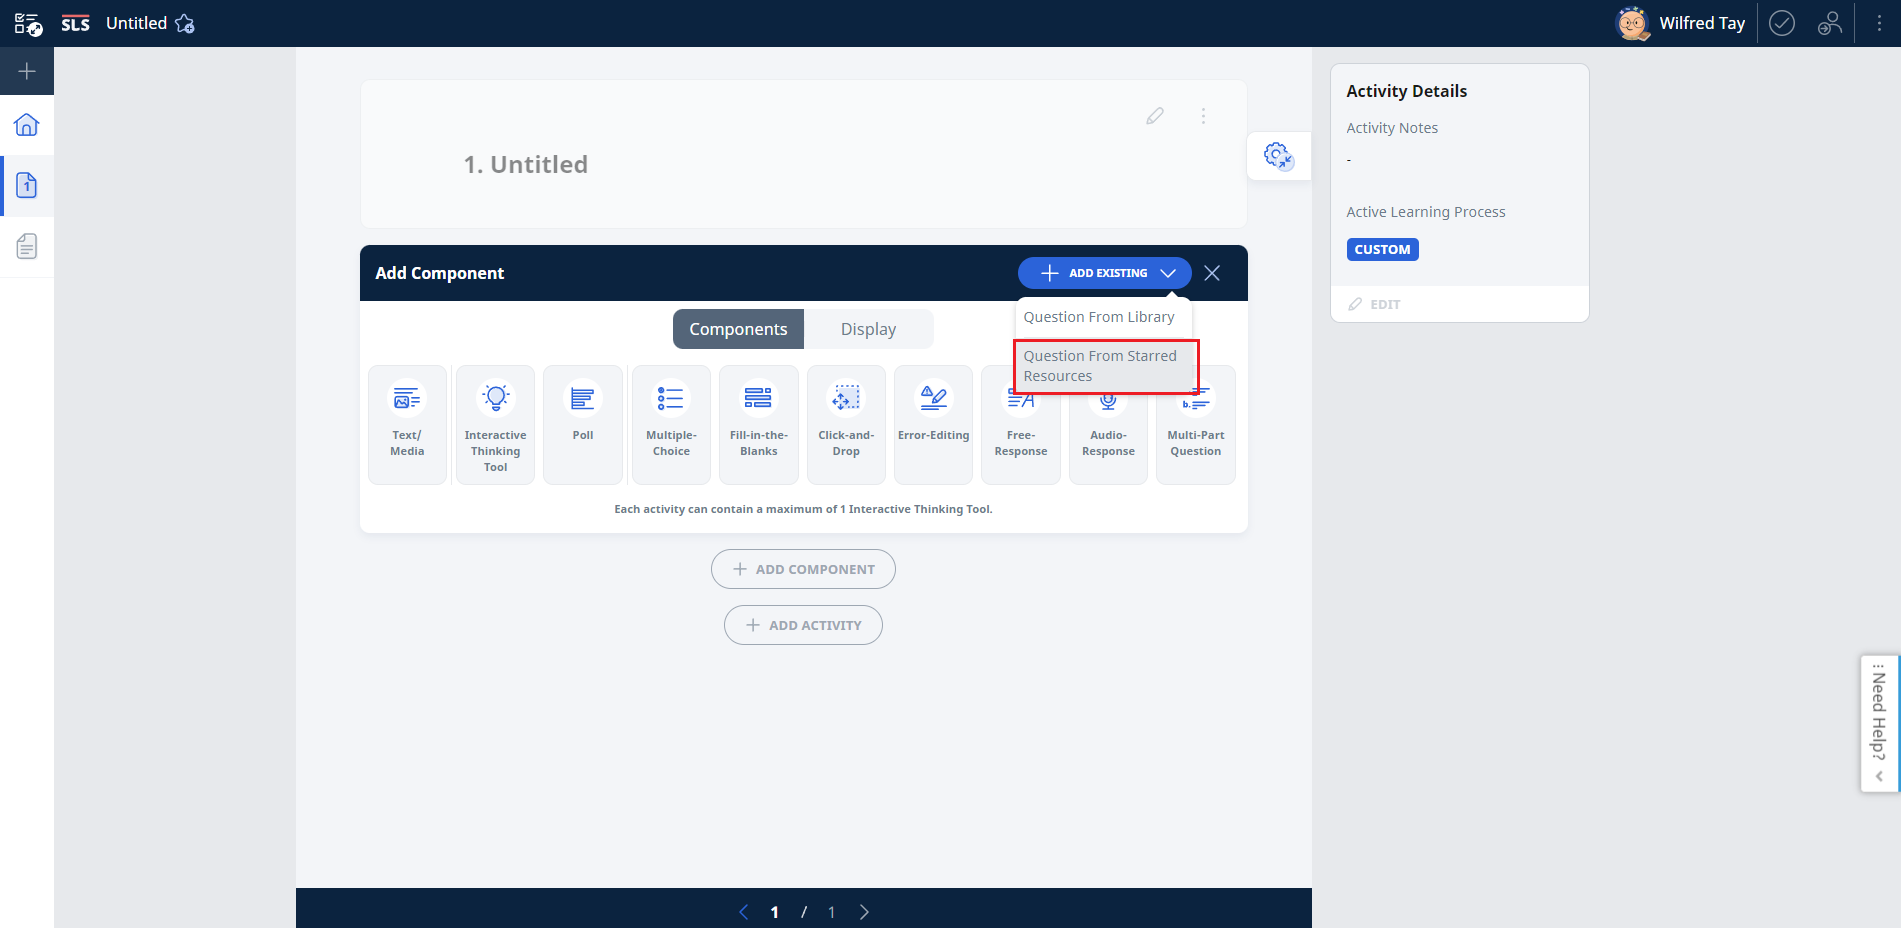 SLS Untitled
Wilfred Tay
1
1. Untitled
Add Component
ADD EXISTING
Question From Library
Question From Starred
Resources
Components
Display
Text/
Media
Interactive
Thinking
Tool
Poll
Multiple-
Choice
Fill-in-the-
Blanks
Click-and-
Drop
Error-Editing
Free-
Response
Audio-
Response
b.
Multi-Part
Question
Each activity can contain a maximum of 1 Interactive Thinking Tool.
ADD COMPONENT
ADD ACTIVITY
1 / 1
Activity Details
Activity Notes
-
Active Learning Process
CUSTOM
EDIT
Need Help?